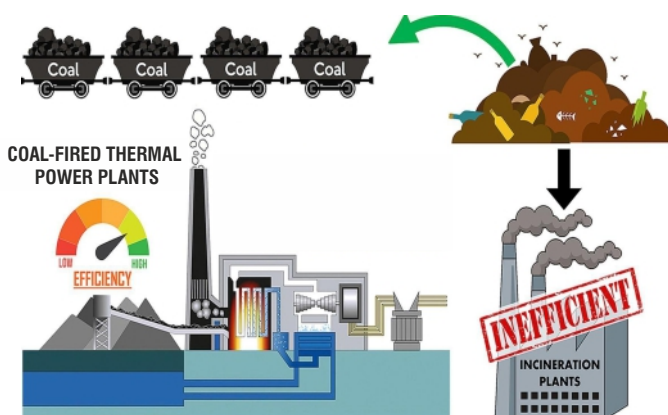 Coal Coal Coal Coal
COAL-FIRED THERMAL
POWER PLANTS
LOW HIGH
EFFICIENCY
INEFFICIENT
INCINERATION
PLANTS